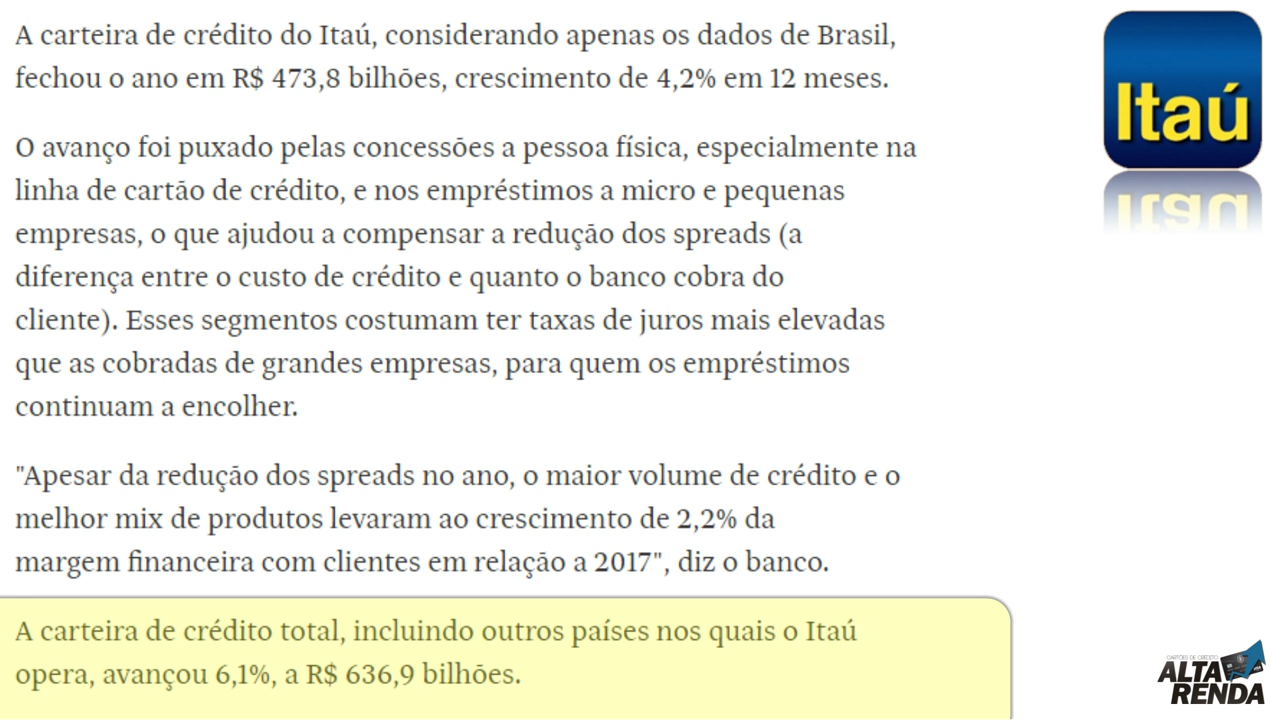 A carteira de crédito do Itaú, considerando apenas os dados de Brasil,
fechou o ano em R$ 473,8 bilhões, crescimento de 4,2% em 12 meses.
O avanço foi puxado pelas concessões a pessoa física, especialmente na
linha de cartão de crédito, e nos empréstimos a micro e pequenas
empresas, o que ajudou a compensar a redução dos spreads (a
diferença entre o custo de crédito e quanto o banco cobra do
cliente). Esses segmentos costumam ter taxas de juros mais elevadas
que as cobradas de grandes empresas, para quem os empréstimos
continuam a encolher.
"Apesar da redução dos spreads no ano, o maior volume de crédito e o
melhor mix de produtos levaram ao crescimento de 2,2% da
margem financeira com clientes em relação a 2017", diz o banco.
A carteira de crédito total, incluindo outros países nos quais o Itaú
opera, avançou 6,1%, a R$ 636,9 bilhões.
Itaú
CARTÕES DE CRÉDITO
ALTA
RENDA